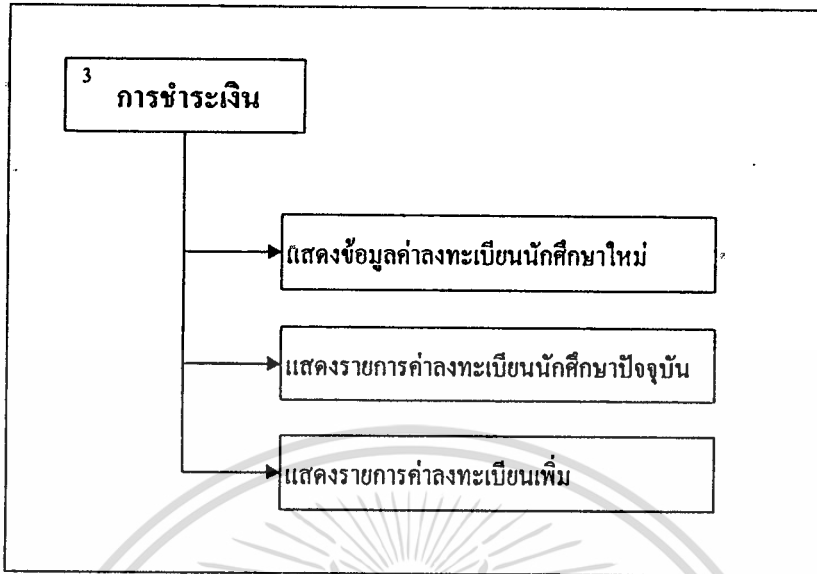 3
การชำระเงิน
แสดงข้อมูลค่าลงทะเบียนนักศึกษาใหม่
แสดงรายการค่าลงทะเบียนนักศึกษาปัจจุบัน
แสดงรายการค่าลงทะเบียนเพิ่ม